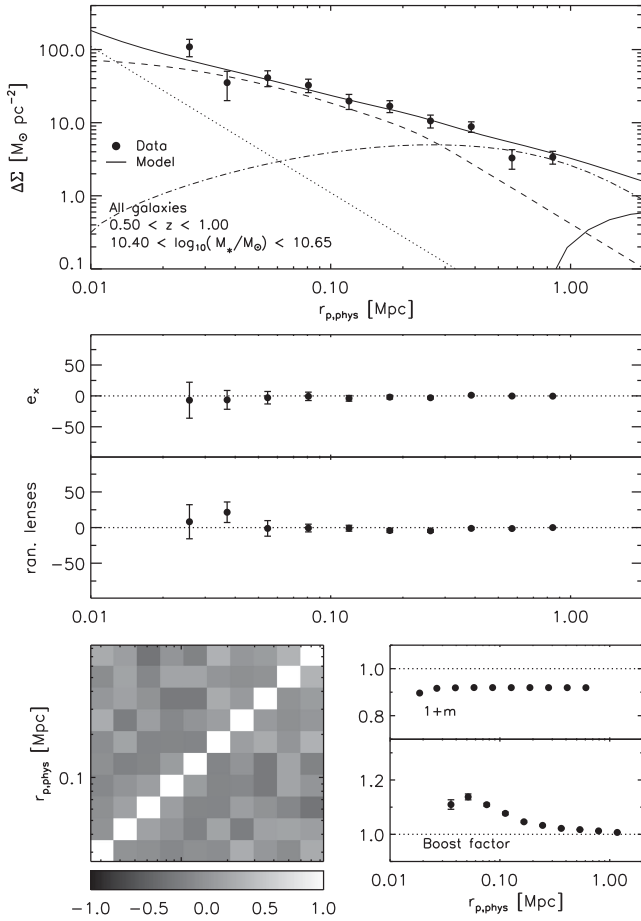 100.0
10.0
1.0
0.1
ΔΣ [M⊙ pc⁻²]
Data
Model
All galaxies
0.50 < z < 1.00
10.40 < log₁₀(M*/M⊙) < 10.65
0.01 0.10 1.00
r_p,phys [Mpc]
50
0
−50
e_x
50
0
−50
ran. lenses
0.01 0.10 1.00
r_p,phys [Mpc]
0.1
−1.0 −0.5 0.0 0.5 1.0
1.0
0.8
1+m
1.2
1.0
Boost factor
0.01 0.10 1.00
r_p,phys [Mpc]